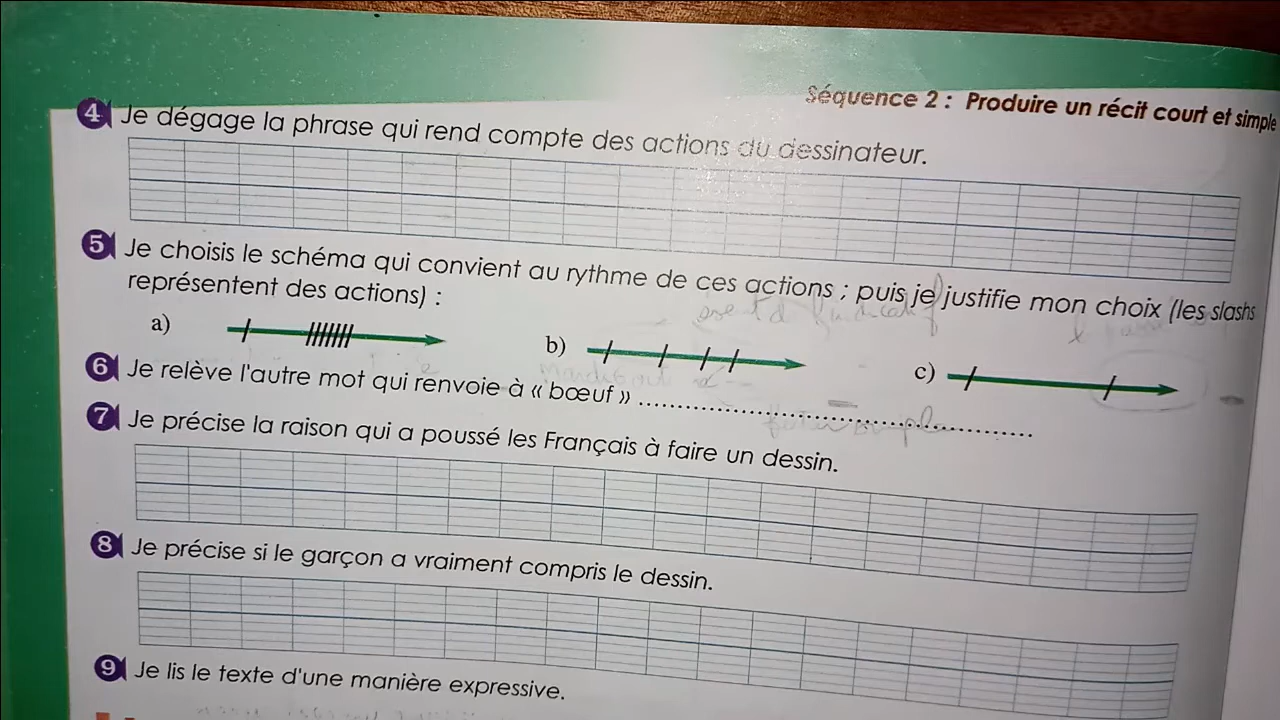 Séquence 2 : Produire un récit court et simple
4 Je dégage la phrase qui rend compte des actions du dessinateur.
5 Je choisis le schéma qui convient au rythme de ces actions ; puis je justifie mon choix (les slashs
représentent des actions) :
a) b) c)
6 Je relève l'autre mot qui renvoie à « bœuf » ............................................................
7 Je précise la raison qui a poussé les Français à faire un dessin.
8 Je précise si le garçon a vraiment compris le dessin.
9 Je lis le texte d'une manière expressive.